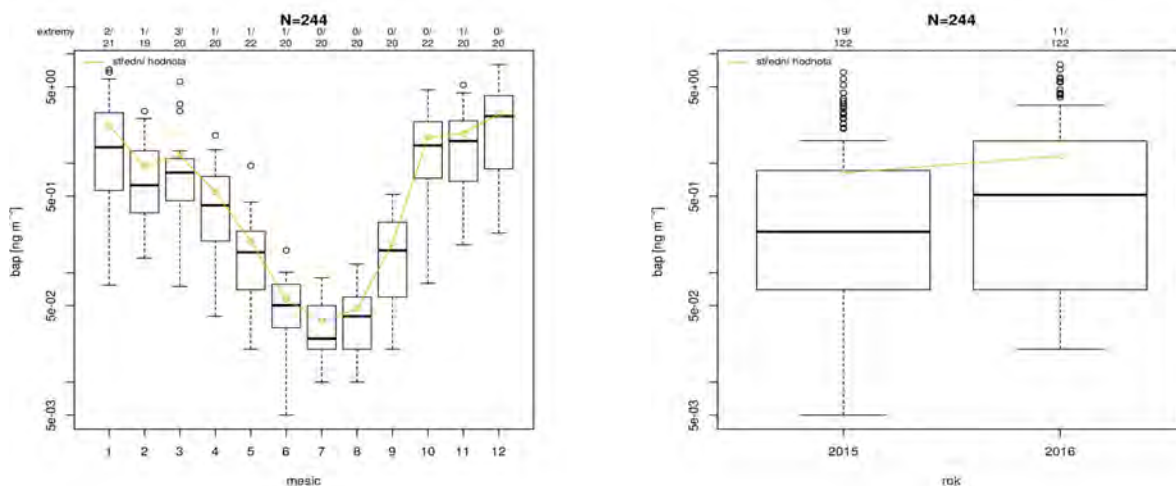 N=244
extremy 2/ 1/ 3/ 1/ 1/ 1/ 0/ 0/ 0/ 0/ 1/ 0/
21 19 20 20 22 20 20 20 20 22 20 20
střední hodnota
5e+00
5e-01
5e-02
5e-03
bap [ng m⁻³]
1 2 3 4 5 6 7 8 9 10 11 12
mesic
N=244
19/ 11/
122 122
střední hodnota
5e+00
5e-01
5e-02
5e-03
bap [ng m⁻³]
2015 2016
rok